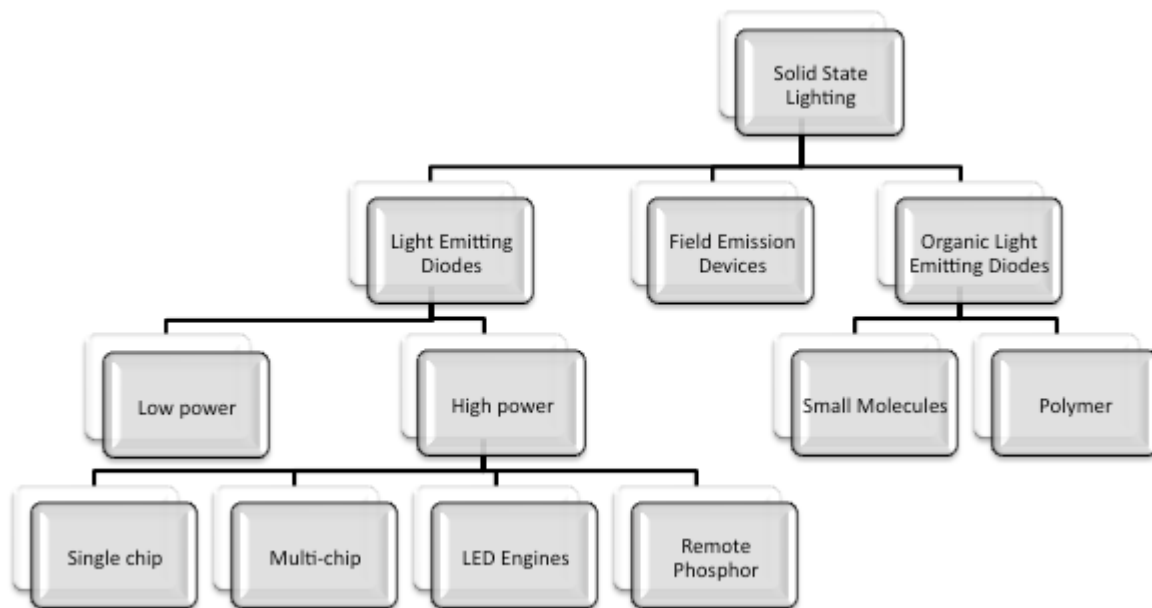 Solid State
Lighting
Light Emitting
Diodes
Field Emission
Devices
Organic Light
Emitting Diodes
Low power
High power
Small Molecules
Polymer
Single chip
Multi-chip
LED Engines
Remote
Phosphor